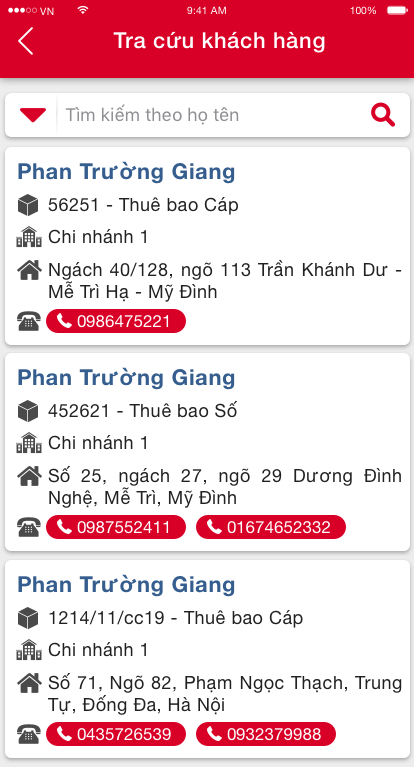 VN 9:41 AM 100%
Tra cứu khách hàng
Tìm kiếm theo họ tên
Phan Trường Giang
56251 - Thuê bao Cáp
Chi nhánh 1
Ngách 40/128, ngõ 113 Trần Khánh Dư -
Mễ Trì Hạ - Mỹ Đình
0986475221
Phan Trường Giang
452621 - Thuê bao Số
Chi nhánh 1
Số 25, ngách 27, ngõ 29 Dương Đình
Nghệ, Mễ Trì, Mỹ Đình
0987552411 01674652332
Phan Trường Giang
1214/11/cc19 - Thuê bao Cáp
Chi nhánh 1
Số 71, Ngõ 82, Phạm Ngọc Thạch, Trung
Tự, Đống Đa, Hà Nội
0435726539 0932379988